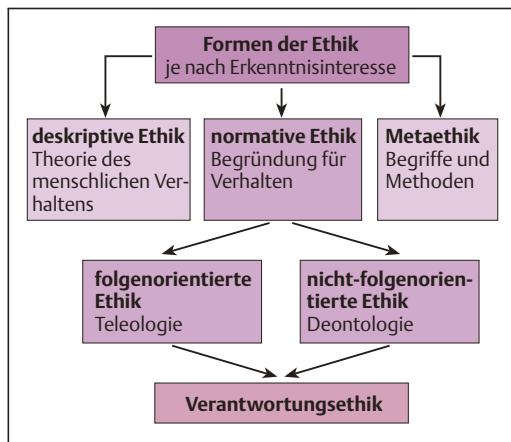 Formen der Ethik
je nach Erkenntnisinteresse
deskriptive Ethik
Theorie des
menschlichen Ver-
haltens
normative Ethik
Begründung für
Verhalten
Metaethik
Begriffe und
Methoden
folgenorientierte
Ethik
Teleologie
nicht-folgenorien-
tierte Ethik
Deontologie
Verantwortungsethik